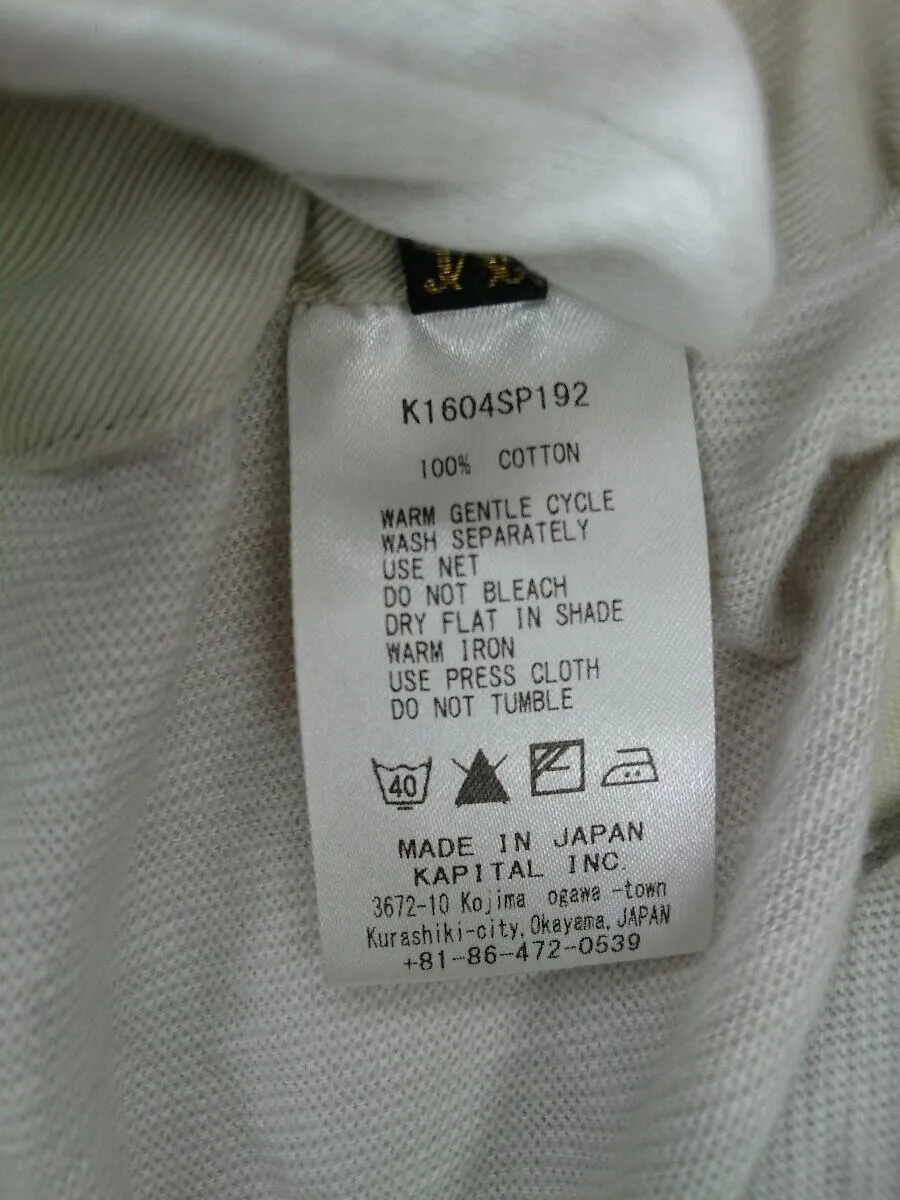 K1604SP192
100% COTTON
WARM GENTLE CYCLE
WASH SEPARATELY
USE NET
DO NOT BLEACH
DRY FLAT IN SHADE
WARM IRON
USE PRESS CLOTH
DO NOT TUMBLE
40
MADE IN JAPAN
KAPITAL INC.
3672-10 Kojima ogawa -town
Kurashiki-city, Okayama, JAPAN
+81-86-472-0539